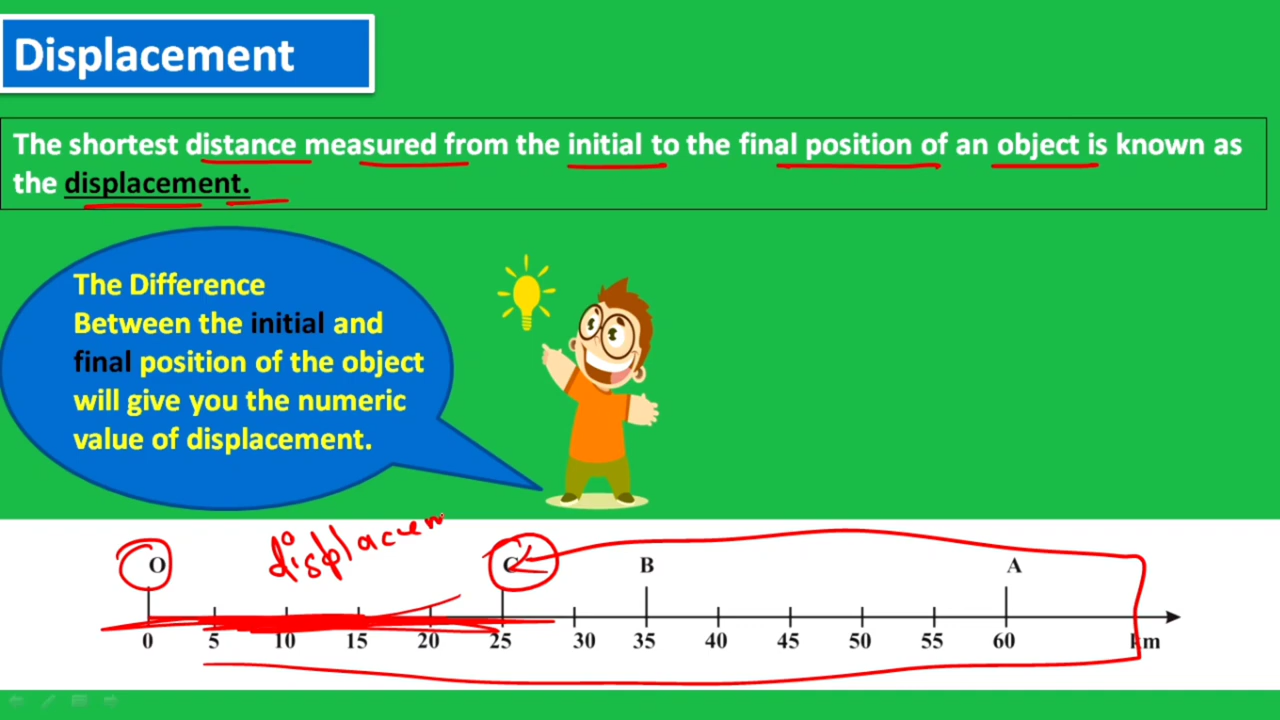 Displacement
The shortest distance measured from the initial to the final position of an object is known as
the displacement.
The Difference
Between the initial and
final position of the object
will give you the numeric
value of displacement.
displacem
O C B A
0 5 10 15 20 25 30 35 40 45 50 55 60 km